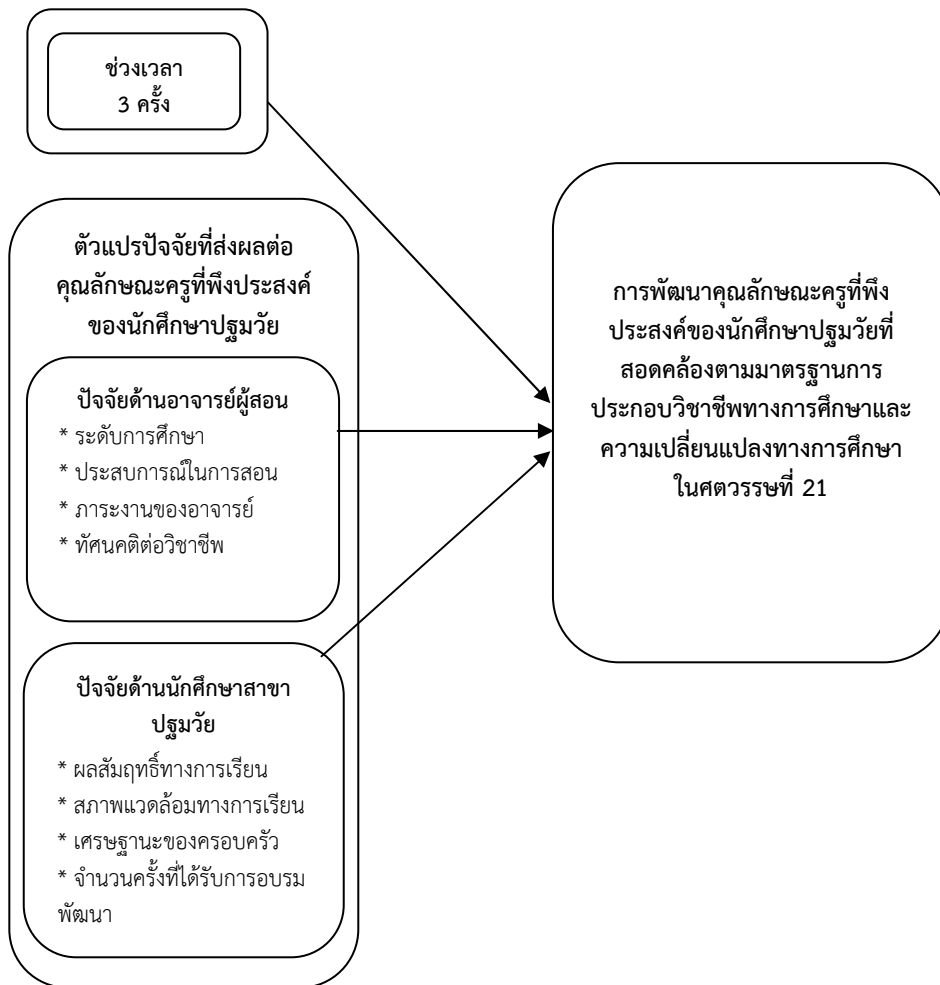 ช่วงเวลา
3 ครั้ง
ตัวแปรปัจจัยที่ส่งผลต่อ
คุณลักษณะครูที่พึงประสงค์
ของนักศึกษาปฐมวัย
ปัจจัยด้านอาจารย์ผู้สอน
* ระดับการศึกษา
* ประสบการณ์ในการสอน
* ภาระงานของอาจารย์
* ทัศนคติต่อวิชาชีพ
ปัจจัยด้านนักศึกษาสาขา
ปฐมวัย
* ผลสัมฤทธิ์ทางการเรียน
* สภาพแวดล้อมทางการเรียน
* เศรษฐานะของครอบครัว
* จำนวนครั้งที่ได้รับการอบรม
พัฒนา
การพัฒนาคุณลักษณะครูที่พึง
ประสงค์ของนักศึกษาปฐมวัยที่
สอดคล้องตามมาตรฐานการ
ประกอบวิชาชีพทางการศึกษาและ
ความเปลี่ยนแปลงทางการศึกษา
ในศตวรรษที่ 21